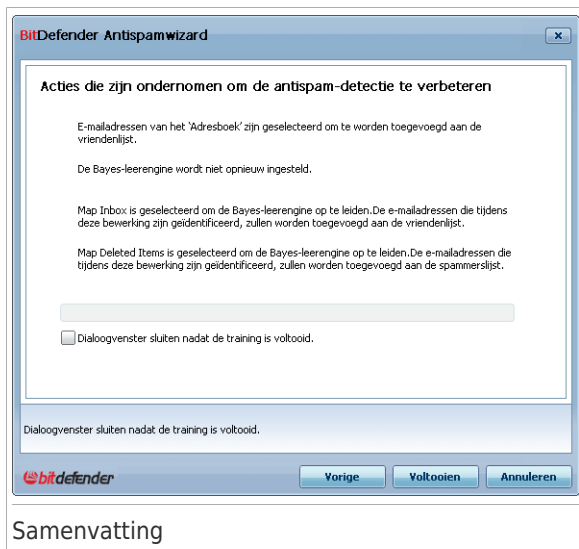 BitDefender Antispamwizard
Acties die zijn ondernomen om de antispam-detectie te verbeteren
E-mailadressen van het 'Adresboek' zijn geselecteerd om te worden toegevoegd aan de
vriendenlijst.
De Bayes-leerengine wordt niet opnieuw ingesteld.
Map Inbox is geselecteerd om de Bayes-leerengine op te leiden.De e-mailadressen die tijdens
deze bewerking zijn geïdentificeerd, zullen worden toegevoegd aan de vriendenlijst.
Map Deleted Items is geselecteerd om de Bayes-leerengine op te leiden.De e-mailadressen die
tijdens deze bewerking zijn geïdentificeerd, zullen worden toegevoegd aan de spammerslijst.
Dialoogvenster sluiten nadat de training is voltooid.
Dialoogvenster sluiten nadat de training is voltooid.
bitdefender Vorige Voltooien Annuleren
Samenvatting